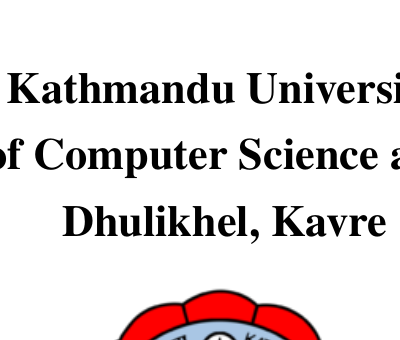 Kathmandu Universi
of Computer Science a
Dhulikhel, Kavre